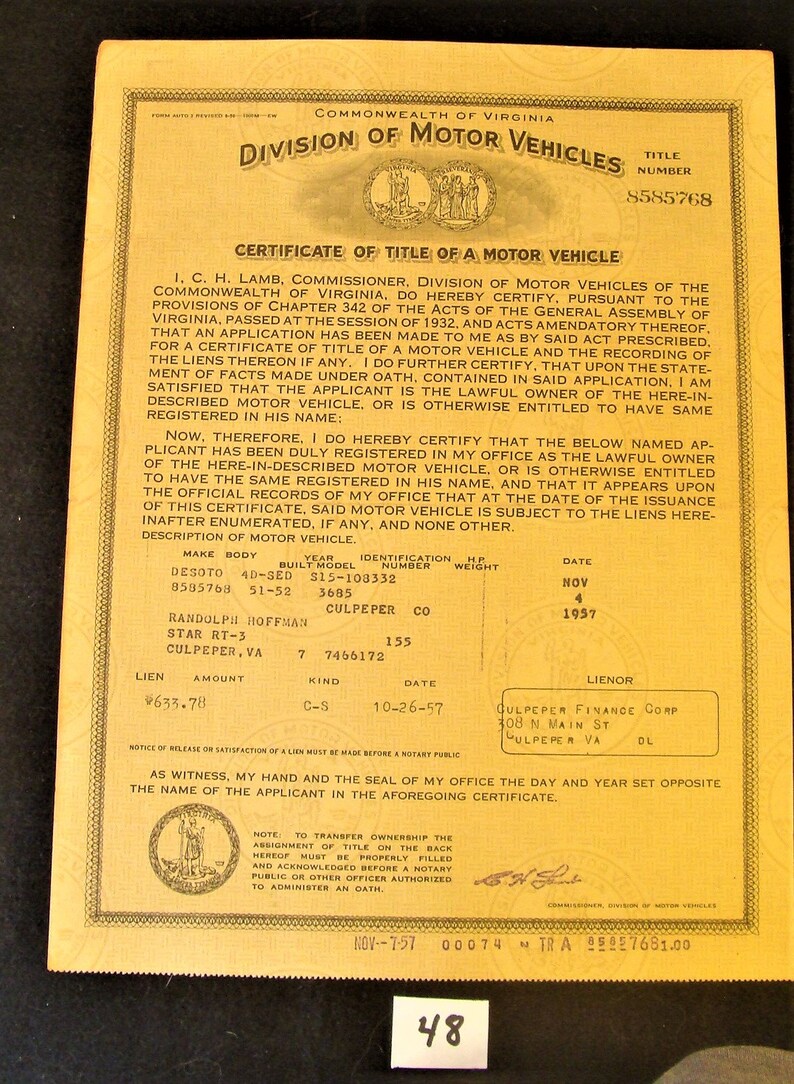 FORM AUTO 3 REVISED
COMMONWEALTH OF VIRGINIA
DIVISION OF MOTOR VEHICLES
TITLE
NUMBER
8585768
CERTIFICATE OF TITLE OF A MOTOR VEHICLE
I, C. H. LAMB, COMMISSIONER, DIVISION OF MOTOR VEHICLES OF THE
COMMONWEALTH OF VIRGINIA, DO HEREBY CERTIFY, PURSUANT TO THE
PROVISIONS OF CHAPTER 342 OF THE ACTS OF THE GENERAL ASSEMBLY OF
VIRGINIA, PASSED AT THE SESSION OF 1932, AND ACTS AMENDATORY THEREOF,
THAT AN APPLICATION HAS BEEN MADE TO ME AS BY SAID ACT PRESCRIBED,
FOR A CERTIFICATE OF TITLE OF A MOTOR VEHICLE AND THE RECORDING OF
THE LIENS THEREON IF ANY. I DO FURTHER CERTIFY, THAT UPON THE STATE-
MENT OF FACTS MADE UNDER OATH, CONTAINED IN SAID APPLICATION, I AM
SATISFIED THAT THE APPLICANT IS THE LAWFUL OWNER OF THE HERE-IN-
DESCRIBED MOTOR VEHICLE, OR IS OTHERWISE ENTITLED TO HAVE SAME
REGISTERED IN HIS NAME;
NOW, THEREFORE, I DO HEREBY CERTIFY THAT THE BELOW NAMED AP-
PLICANT HAS BEEN DULY REGISTERED IN MY OFFICE AS THE LAWFUL OWNER
OF THE HERE-IN-DESCRIBED MOTOR VEHICLE, OR IS OTHERWISE ENTITLED
TO HAVE THE SAME REGISTERED IN HIS NAME, AND THAT IT APPEARS UPON
THE OFFICIAL RECORDS OF MY OFFICE THAT AT THE DATE OF THE ISSUANCE
OF THIS CERTIFICATE, SAID MOTOR VEHICLE IS SUBJECT TO THE LIENS HERE-
INAFTER ENUMERATED, IF ANY, AND NONE OTHER.
DESCRIPTION OF MOTOR VEHICLE.
MAKE BODY YEAR BUILT MODEL IDENTIFICATION NUMBER H.P. WEIGHT DATE
DESOTO 4D-SED S15-108332
8585768 51-52 3685
CULPEPER CO
RANDOLPH HOFFMAN
STAR RT-3 155
CULPEPER, VA 7 7466172
NOV
4
1957
LIEN AMOUNT KIND DATE LIENOR
$633.78 C-S 10-26-57
CULPEPER FINANCE CORP
308 N MAIN ST
CULPEPER VA DL
NOTICE OF RELEASE OR SATISFACTION OF A LIEN MUST BE MADE BEFORE A NOTARY PUBLIC
AS WITNESS, MY HAND AND THE SEAL OF MY OFFICE THE DAY AND YEAR SET OPPOSITE
THE NAME OF THE APPLICANT IN THE AFOREGOING CERTIFICATE.
VIRGINIA
NOTE: TO TRANSFER OWNERSHIP THE
ASSIGNMENT OF TITLE ON THE BACK
HEREOF MUST BE PROPERLY FILLED
AND ACKNOWLEDGED BEFORE A NOTARY
PUBLIC OR OTHER OFFICER AUTHORIZED
TO ADMINISTER AN OATH.
C H Lamb
COMMISSIONER, DIVISION OF MOTOR VEHICLES
NOV--7-57 00074 N TR A 8585768 1.00
48